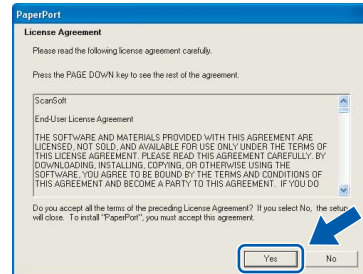 PaperPort
License Agreement
Please read the following license agreement carefully.
Press the PAGE DOWN key to see the rest of the agreement.
ScanSoft
End-User License Agreement
THE SOFTWARE AND MATERIALS PROVIDED WITH THIS AGREEMENT ARE
LICENSED, NOT SOLD, AND AVAILABLE FOR USE ONLY UNDER THE TERMS OF
THIS LICENSE AGREEMENT. PLEASE READ THIS AGREEMENT CAREFULLY. BY
DOWNLOADING, INSTALLING, COPYING, OR OTHERWISE USING THE
SOFTWARE, YOU AGREE TO BE BOUND BY THE TERMS AND CONDITIONS OF
THIS AGREEMENT AND BECOME A PARTY TO THIS AGREEMENT. IF YOU DO
Do you accept all the terms of the preceding License Agreement? If you select No, the setup
will close. To install "PaperPort", you must accept this agreement.
Yes
No